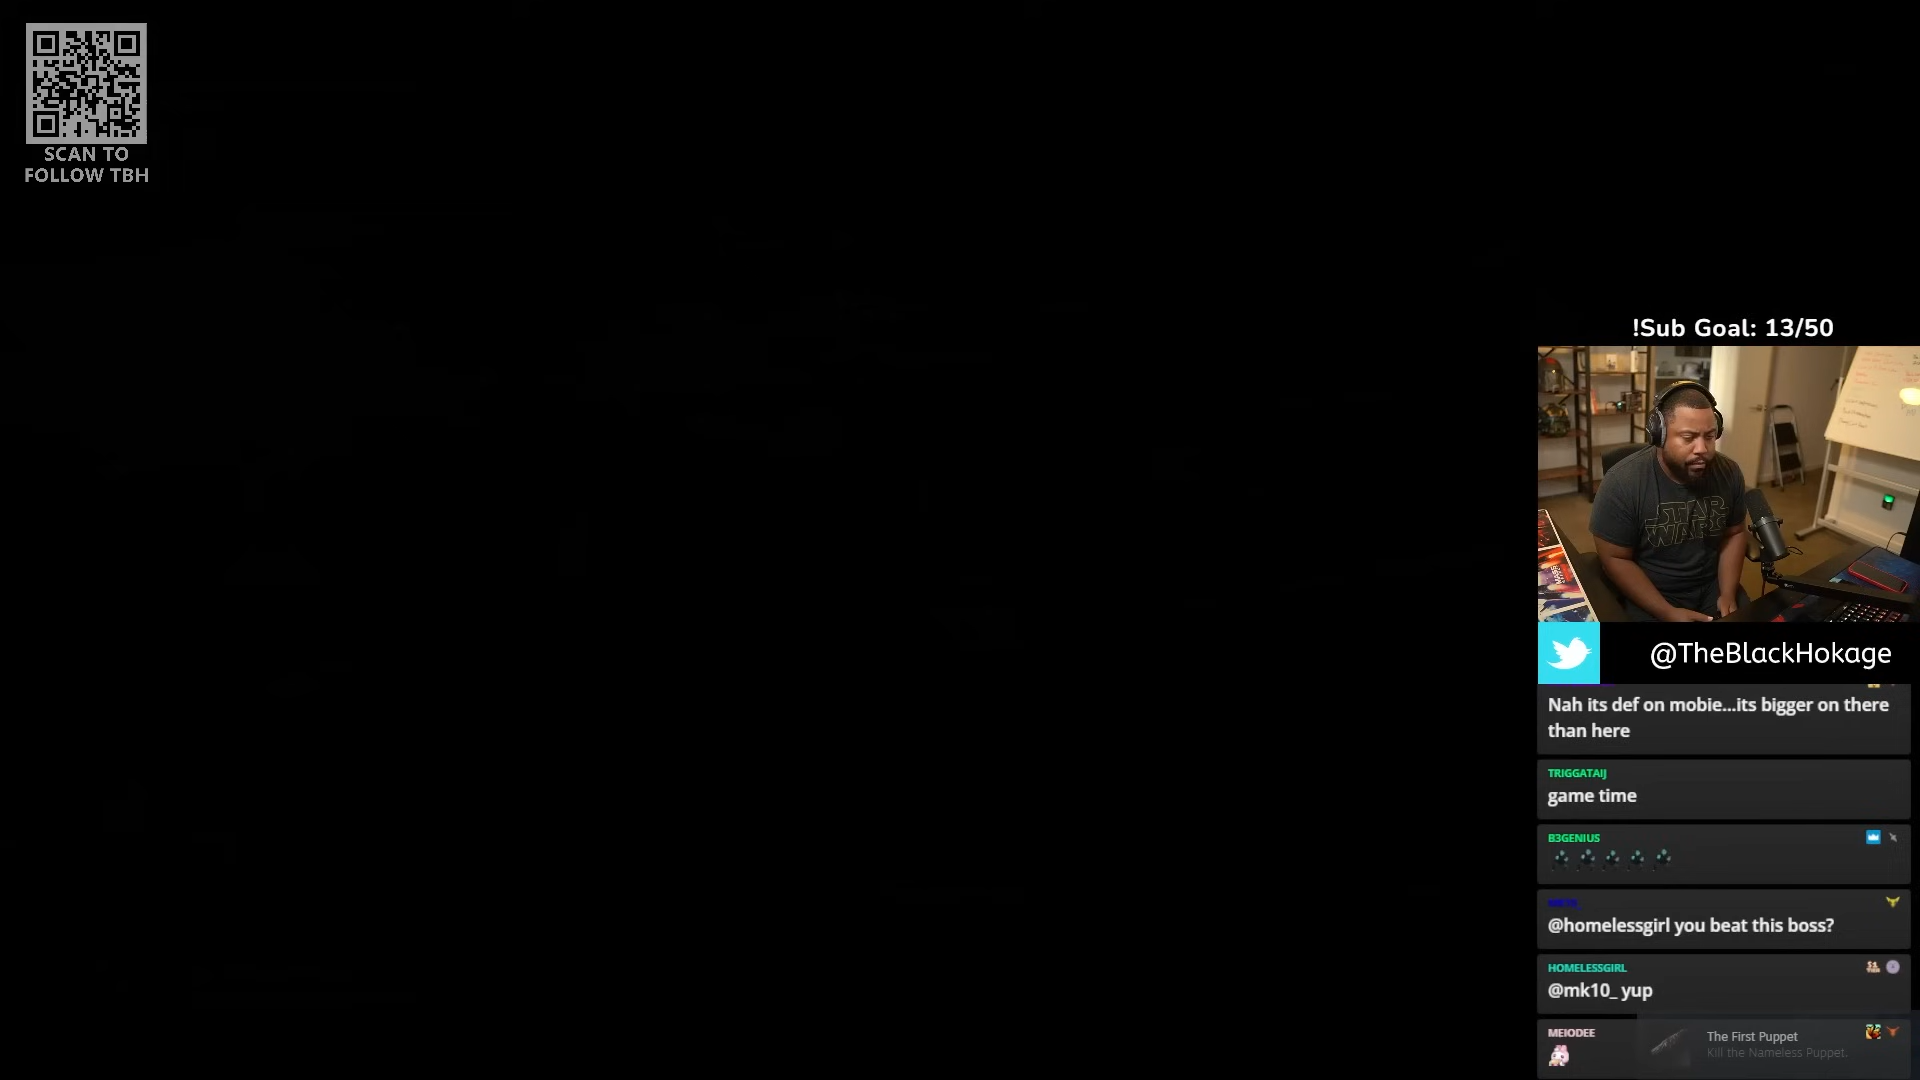 SCAN TO
FOLLOW TBH
!Sub Goal: 13/50
STAR
WARS
@TheBlackHokage
Nah its def on mobie...its bigger on there
than here
TRIGGATAIJ
game time
B3GENIUS
@homelessgirl you beat this boss?
HOMELESSGIRL
@mk10_ yup
MEIODEE
The First Puppet
Kill the Nameless Puppet.